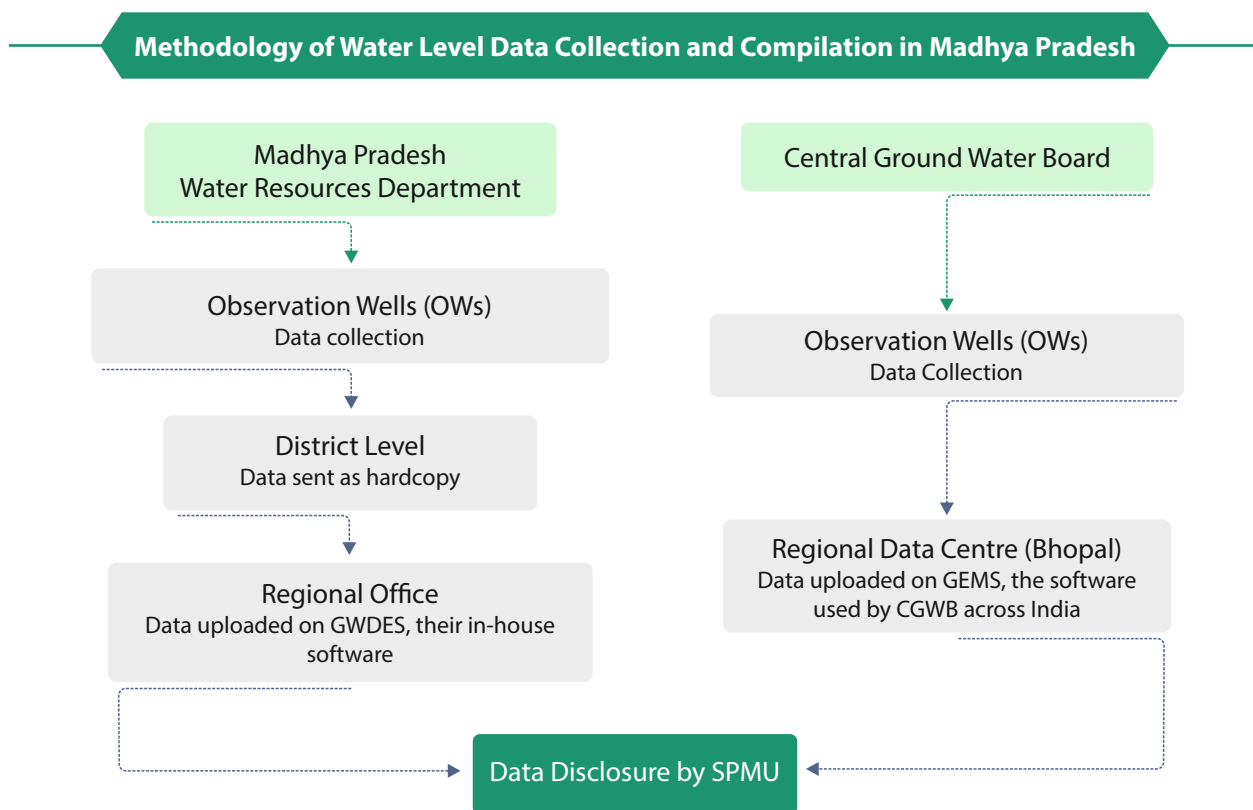 Methodology of Water Level Data Collection and Compilation in Madhya Pradesh
Madhya Pradesh
Water Resources Department
Observation Wells (OWs)
Data collection
District Level
Data sent as hardcopy
Regional Office
Data uploaded on GWDES, their in-house
software
Central Ground Water Board
Observation Wells (OWs)
Data Collection
Regional Data Centre (Bhopal)
Data uploaded on GEMS, the software
used by CGWB across India
Data Disclosure by SPMU